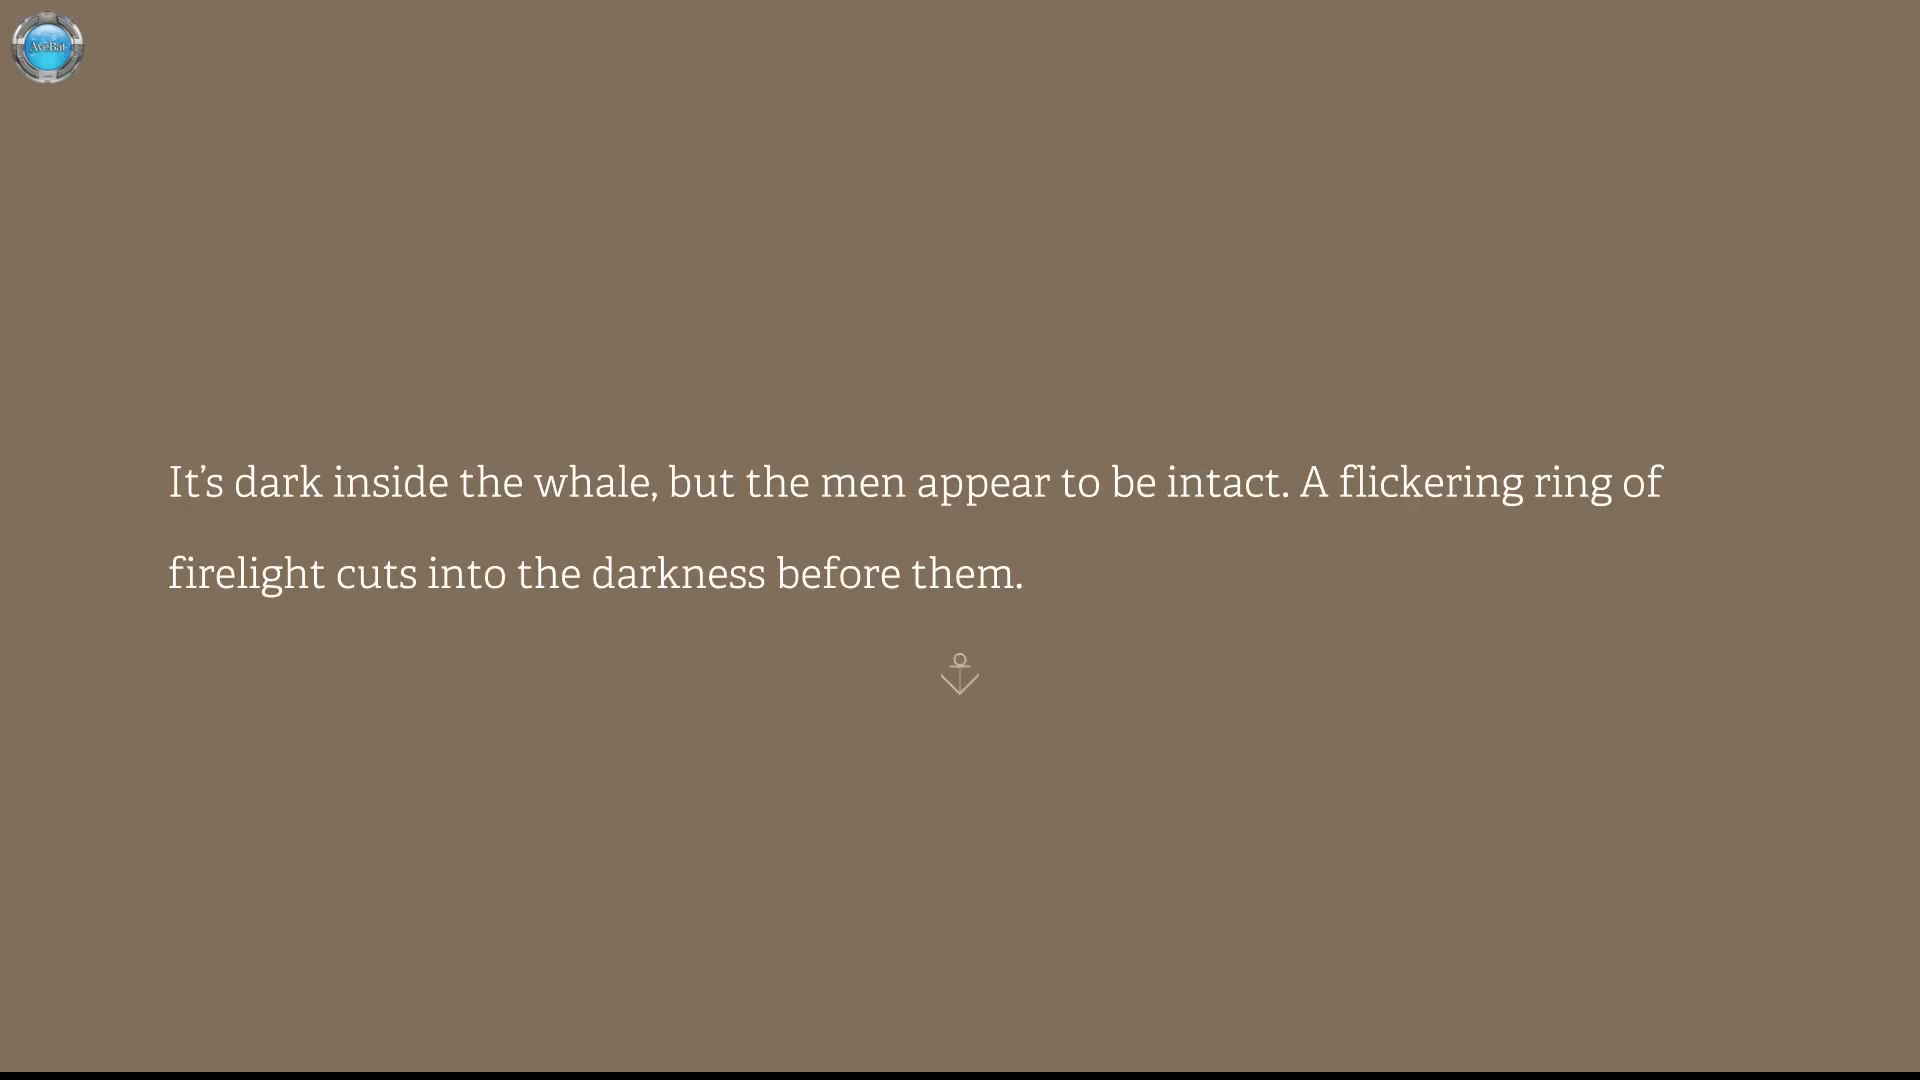 AveBat
It’s dark inside the whale, but the men appear to be intact. A flickering ring of
firelight cuts into the darkness before them.